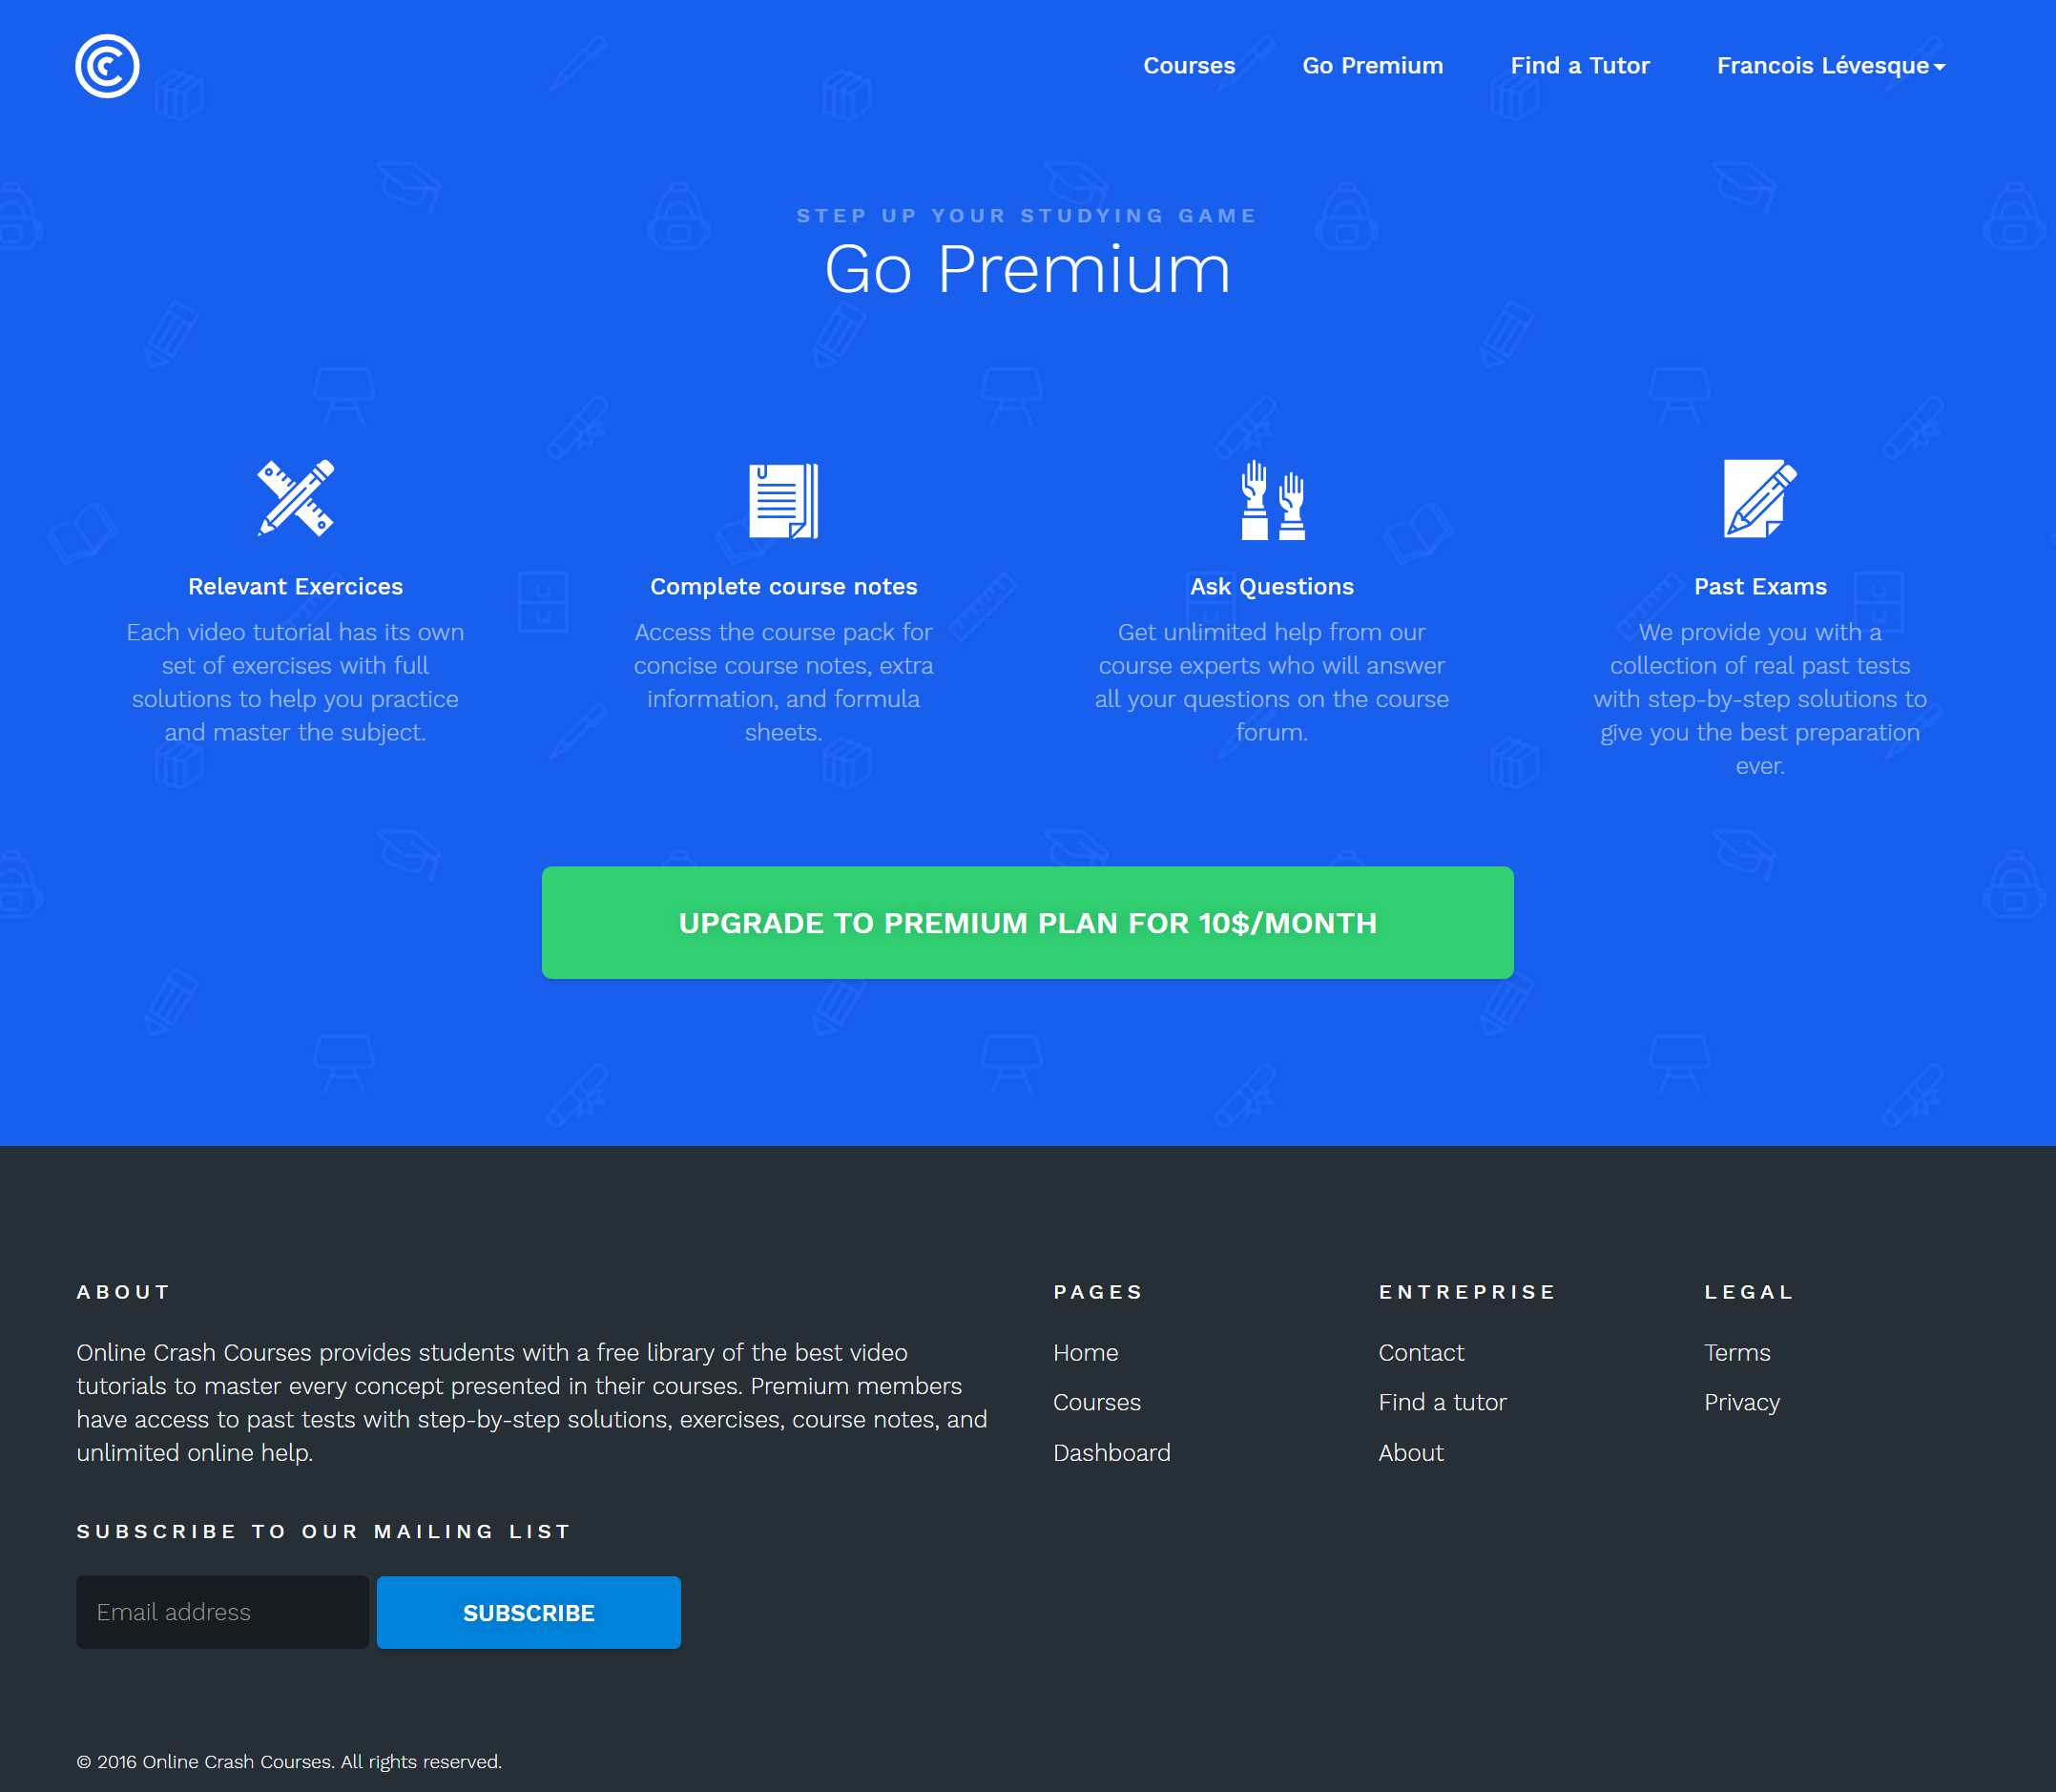 Courses
Go Premium
Find a Tutor
Francois Lévesque
STEP UP YOUR STUDYING GAME
Go Premium
Relevant Exercices
Each video tutorial has its own
set of exercises with full
solutions to help you practice
and master the subject.
Complete course notes
Access the course pack for
concise course notes, extra
information, and formula
sheets.
Ask Questions
Get unlimited help from our
course experts who will answer
all your questions on the course
forum.
Past Exams
We provide you with a
collection of real past tests
with step-by-step solutions to
give you the best preparation
ever.
UPGRADE TO PREMIUM PLAN FOR 10$/MONTH
ABOUT
Online Crash Courses provides students with a free library of the best video
tutorials to master every concept presented in their courses. Premium members
have access to past tests with step-by-step solutions, exercises, course notes, and
unlimited online help.
SUBSCRIBE TO OUR MAILING LIST
Email address
SUBSCRIBE
PAGES
Home
Courses
Dashboard
ENTREPRISE
Contact
Find a tutor
About
LEGAL
Terms
Privacy
© 2016 Online Crash Courses. All rights reserved.